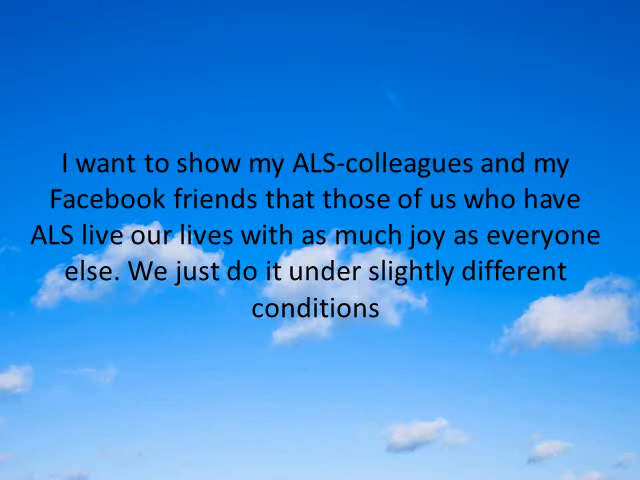 I want to show my ALS-colleagues and my
Facebook friends that those of us who have
ALS live our lives with as much joy as everyone
else. We just do it under slightly different
conditions